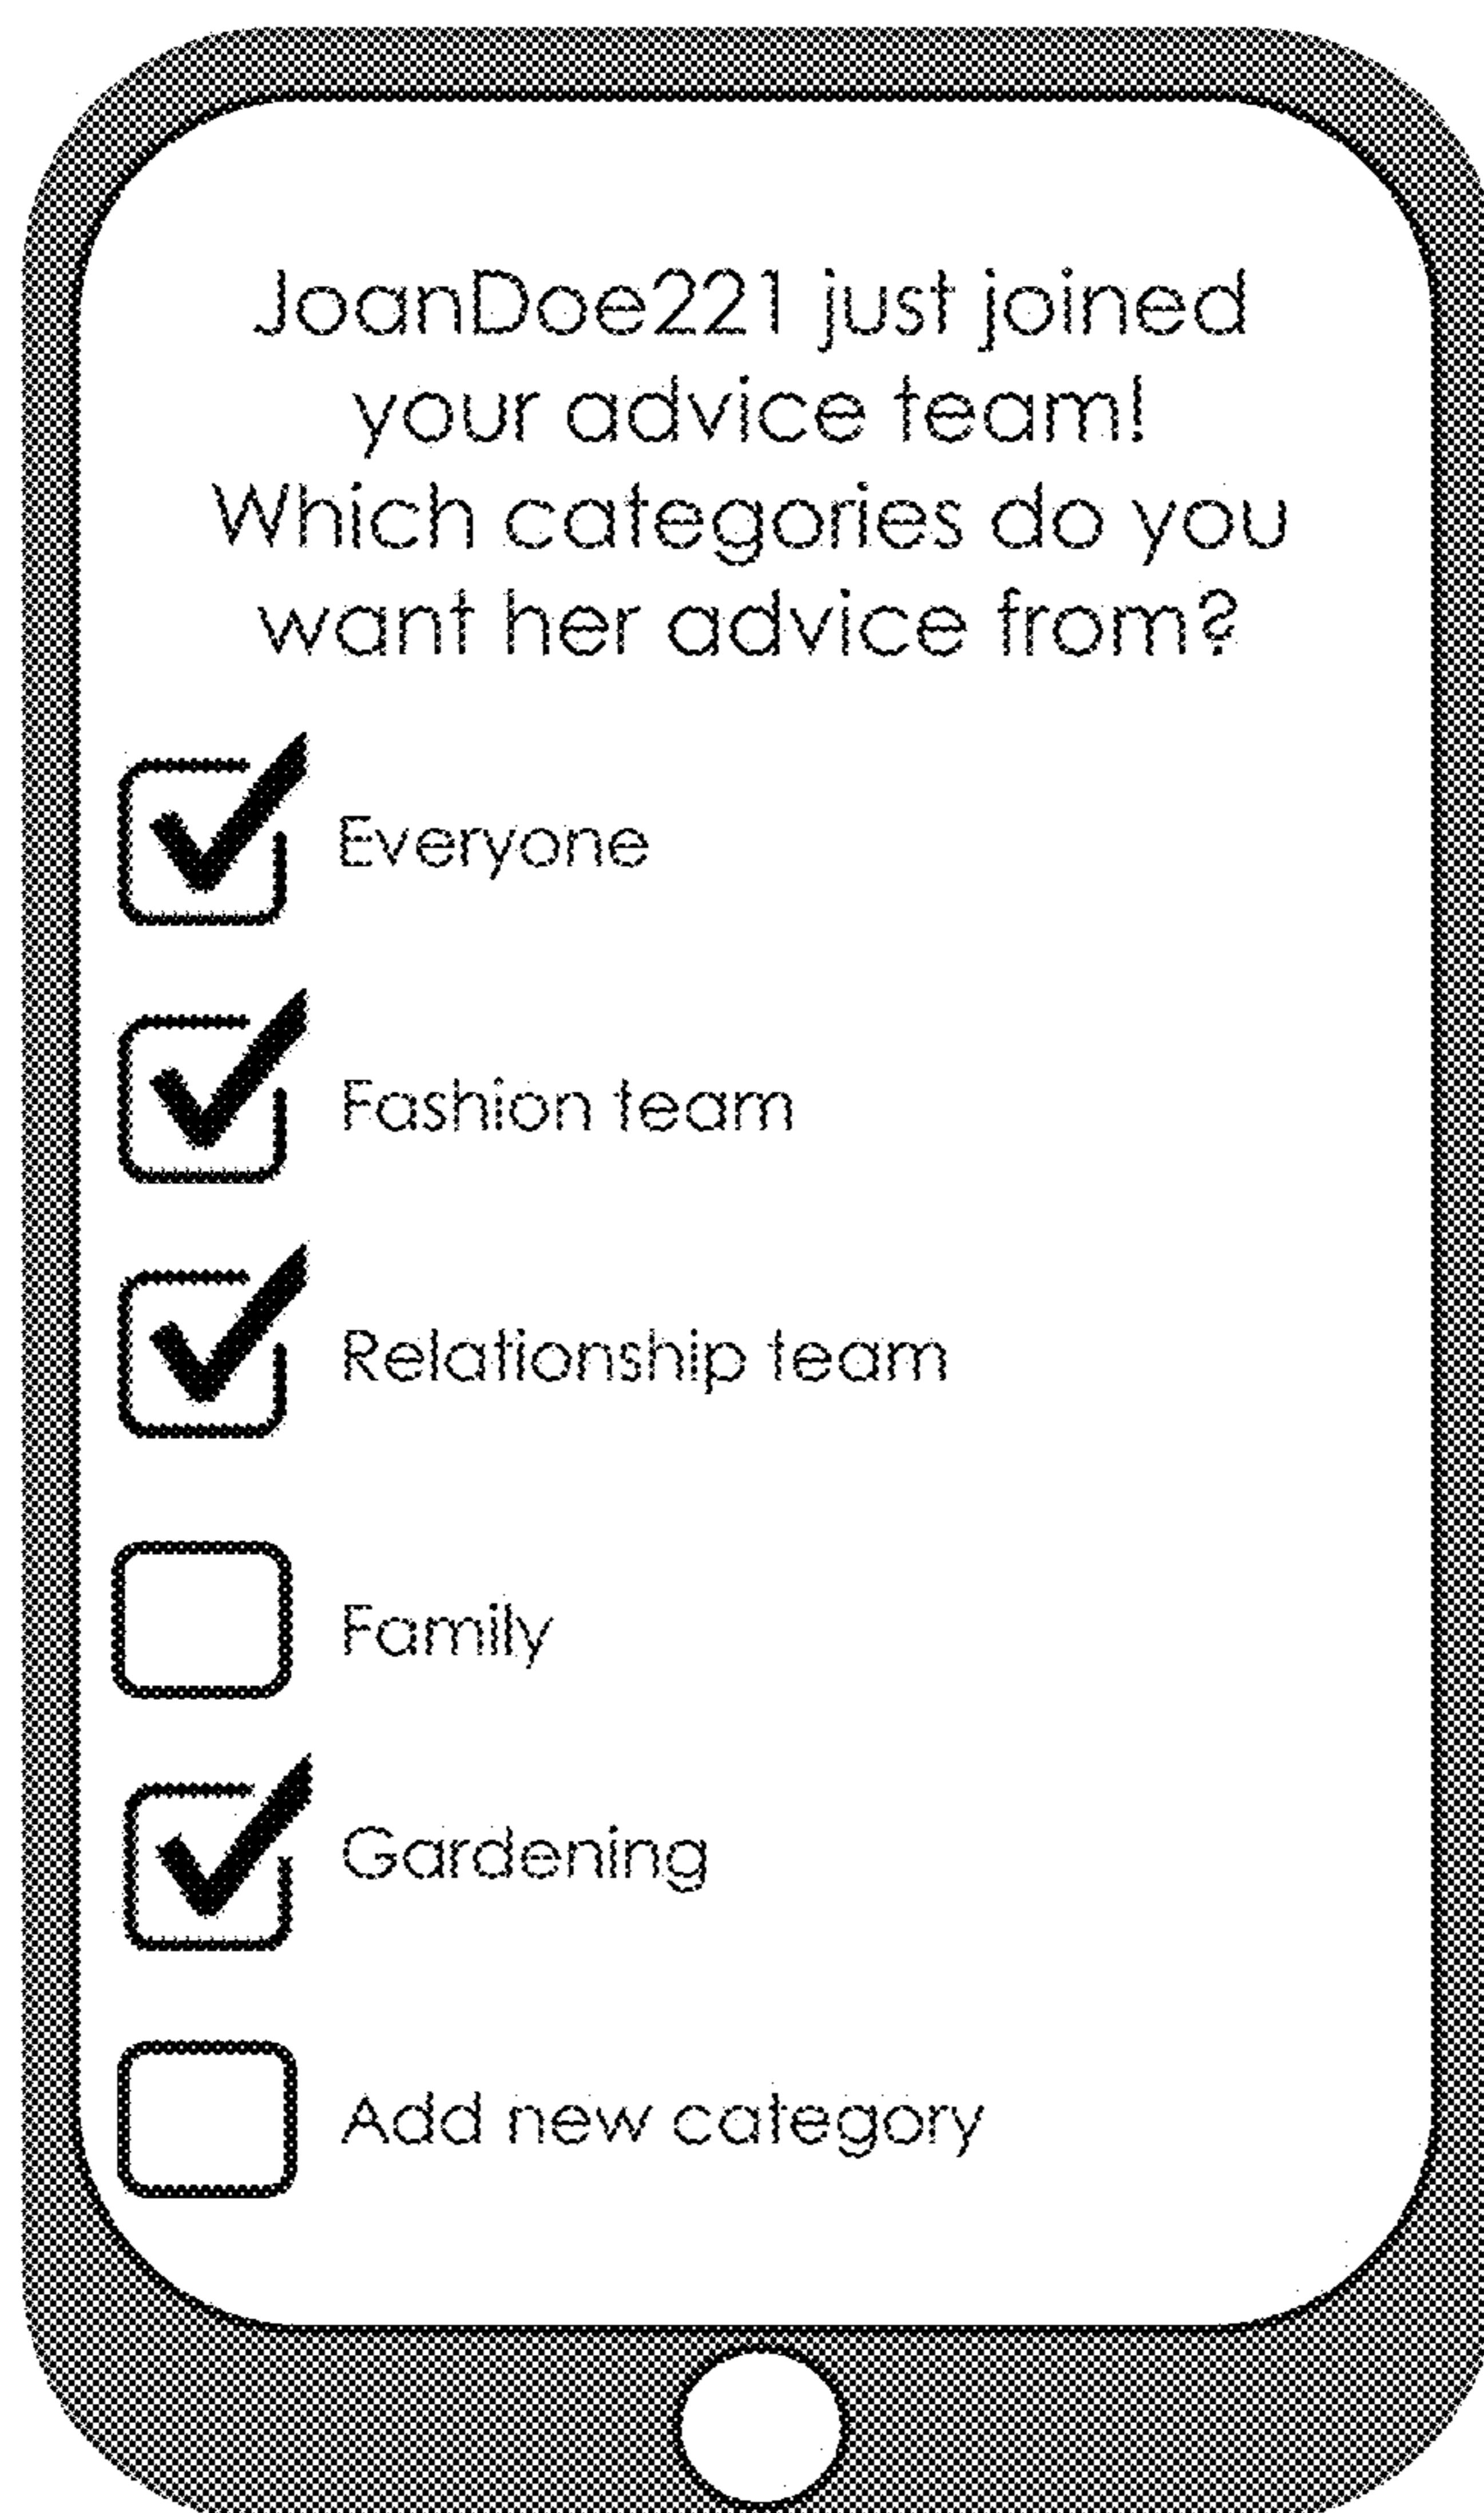 JoanDoe221 just joined
your advice team!
Which categories do you
want her advice from?
Everyone
Fashion team
Relationship team
Family
Gardening
Add new category